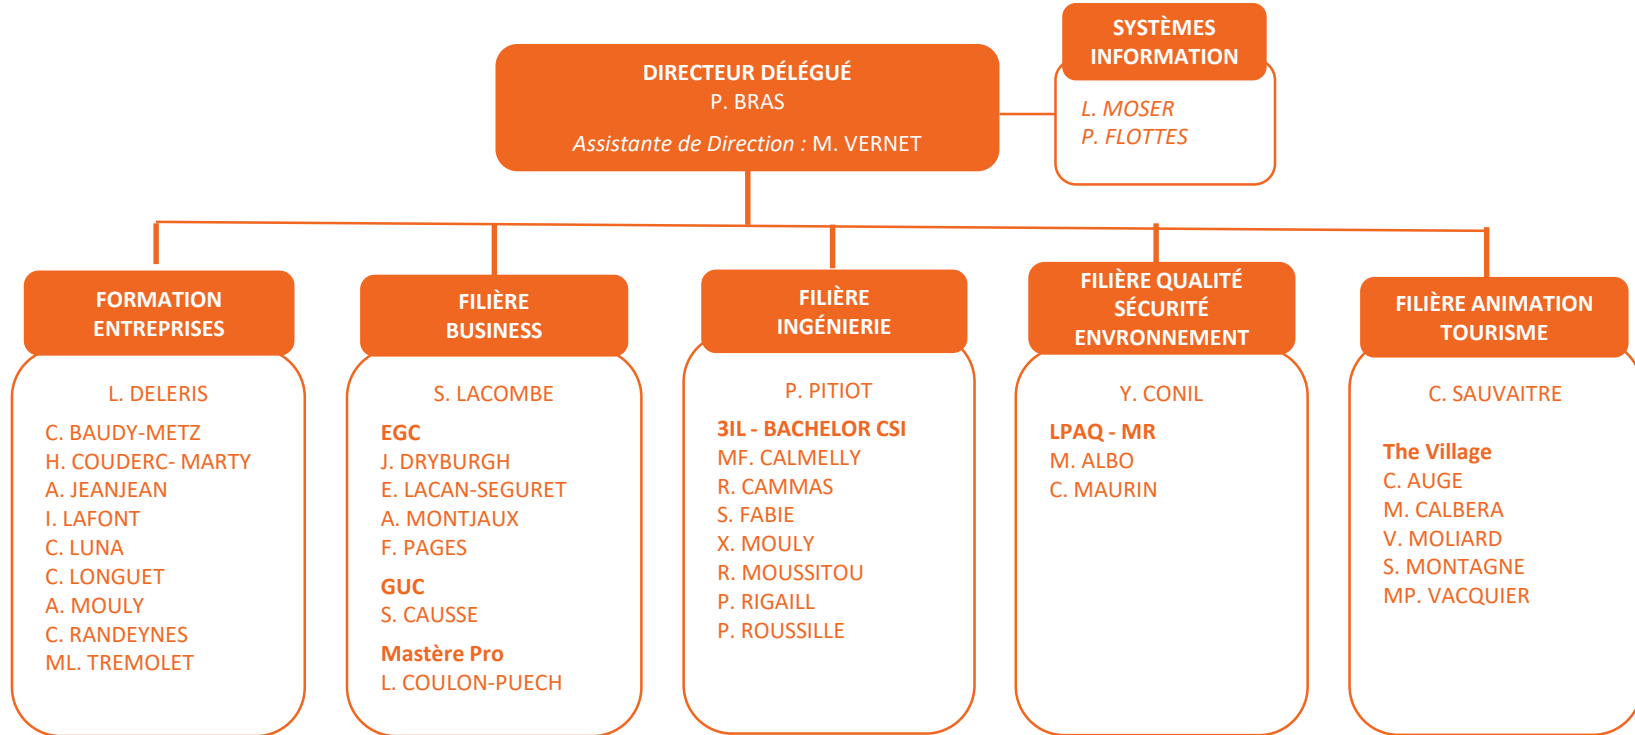 SYSTÈMES
INFORMATION
L. MOSER
P. FLOTTES
DIRECTEUR DÉLÉGUÉ
P. BRAS
Assistante de Direction : M. VERNET
FORMATION
ENTREPRISES
L. DELERIS
C. BAUDY-METZ
H. COUDERC- MARTY
A. JEANJEAN
I. LAFONT
C. LUNA
C. LONGUET
A. MOULY
C. RANDEYNES
ML. TREMOLET
FILIÈRE
BUSINESS
S. LACOMBE
EGC
J. DRYBURGH
E. LACAN-SEGURET
A. MONTJAUX
F. PAGES
GUC
S. CAUSSE
Mastère Pro
L. COULON-PUECH
FILIÈRE
INGÉNIERIE
P. PITIOT
3IL - BACHELOR CSI
MF. CALMELLY
R. CAMMAS
S. FABIE
X. MOULY
R. MOUSSITOU
P. RIGAILL
P. ROUSSILLE
FILIÈRE QUALITÉ
SÉCURITÉ
ENVRONNEMENT
Y. CONIL
LPAQ - MR
M. ALBO
C. MAURIN
FILIÈRE ANIMATION
TOURISME
C. SAUVAITRE
The Village
C. AUGE
M. CALBERA
V. MOLIARD
S. MONTAGNE
MP. VACQUIER